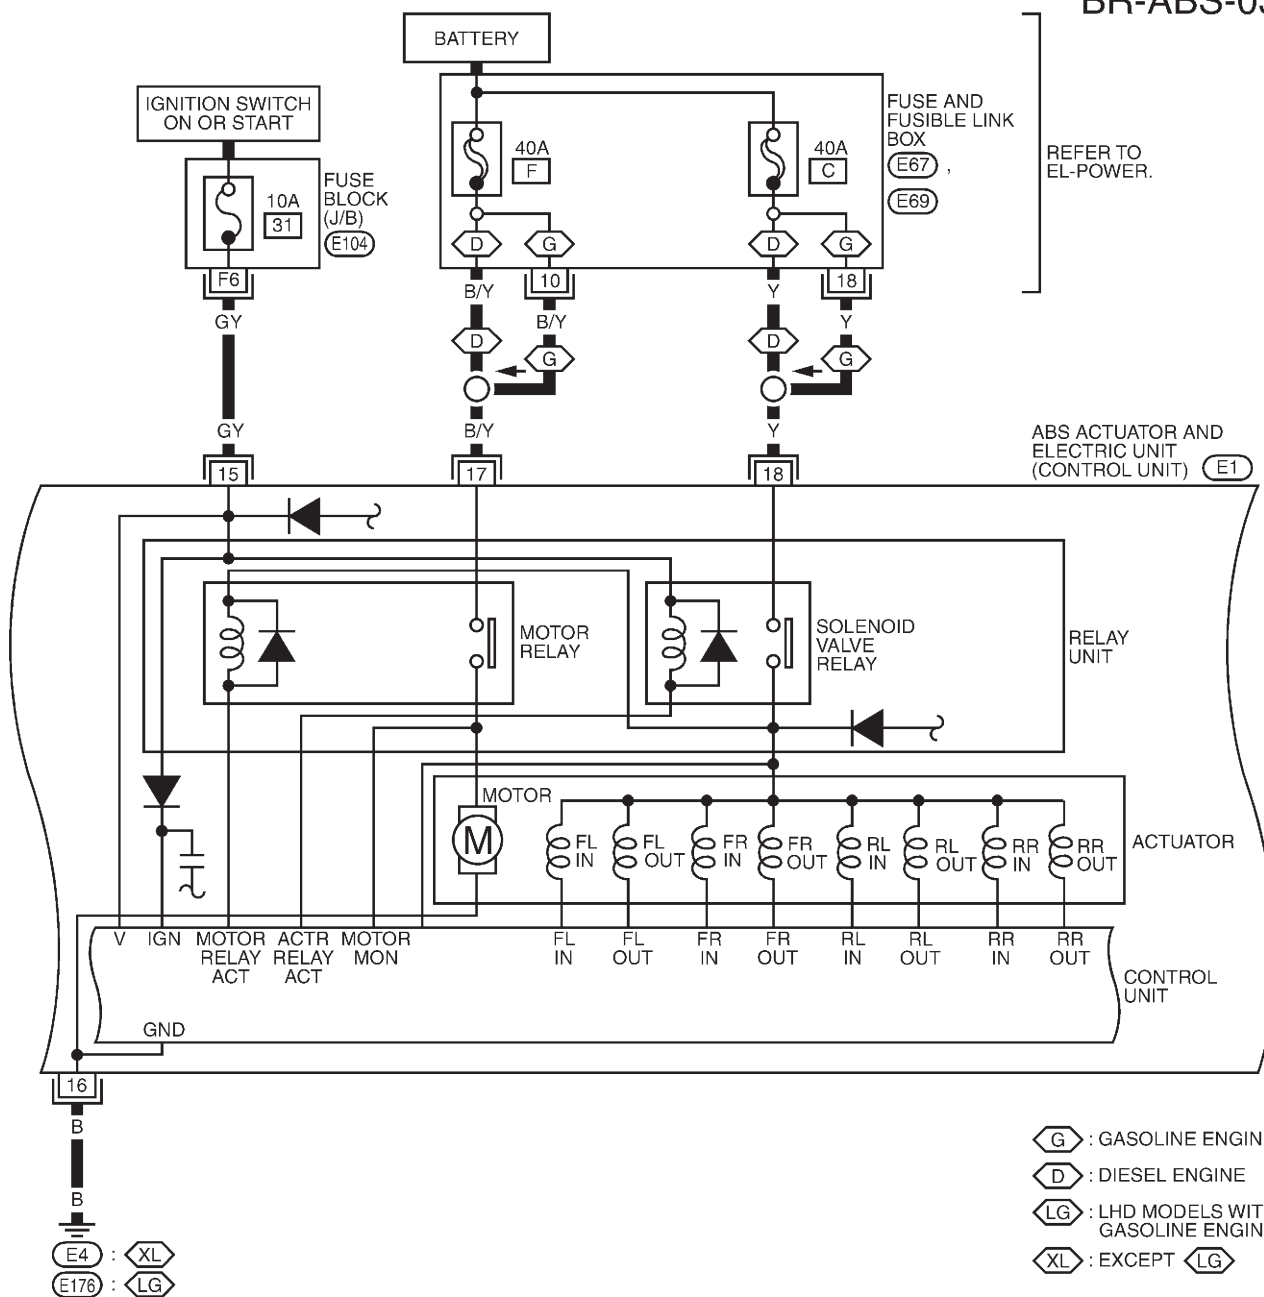 BR-ABS-03
BATTERY
IGNITION SWITCH
ON OR START
10A
31
FUSE
BLOCK
(J/B)
E104
F6
40A
F
40A
C
FUSE AND
FUSIBLE LINK
BOX
E67 ,
E69
REFER TO
EL-POWER.
D
G
D
G
10
18
B/Y
B/Y
Y
Y
D
G
D
G
GY
GY
B/Y
Y
15
17
18
ABS ACTUATOR AND
ELECTRIC UNIT
(CONTROL UNIT) E1
MOTOR
RELAY
SOLENOID
VALVE
RELAY
RELAY
UNIT
MOTOR
M
FL
IN
FL
OUT
FR
IN
FR
OUT
RL
IN
RL
OUT
RR
IN
RR
OUT
ACTUATOR
V
IGN
MOTOR
RELAY
ACT
ACTR
RELAY
ACT
MOTOR
MON
FL
IN
FL
OUT
FR
IN
FR
OUT
RL
IN
RL
OUT
RR
IN
RR
OUT
CONTROL
UNIT
GND
16
B
B
E4 : XL
E176 : LG
G : GASOLINE ENGIN
D : DIESEL ENGINE
LG : LHD MODELS WIT
GASOLINE ENGIN
XL : EXCEPT LG